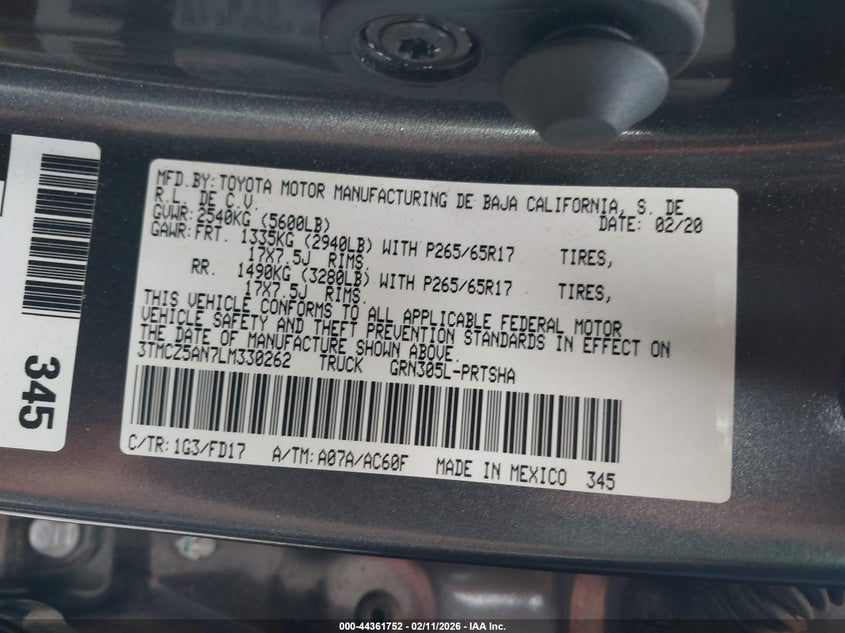 MFD.BY:TOYOTA MOTOR MANUFACTURING DE BAJA CALIFORNIA, S. DE
R.L. DE C.V. DATE: 02/20
GVWR:2540KG (5600LB)
GAWR:FRT. 1335KG (2940LB) WITH P265/65R17 TIRES,
17X7.5J RIMS.
RR. 1490KG (3280LB) WITH P265/65R17 TIRES,
17X7.5J RIMS.
THIS VEHICLE CONFORMS TO ALL APPLICABLE FEDERAL MOTOR
VEHICLE SAFETY AND THEFT PREVENTION STANDARDS IN EFFECT ON
THE DATE OF MANUFACTURE SHOWN ABOVE.
3TMCZ5AN7LM330262 TRUCK GRN305L-PRTSHA
C/TR:1G3/FD17 A/TM:A07A/AC60F MADE IN MEXICO 345
345
000-44361752 - 02/11/2026 - IAA Inc.